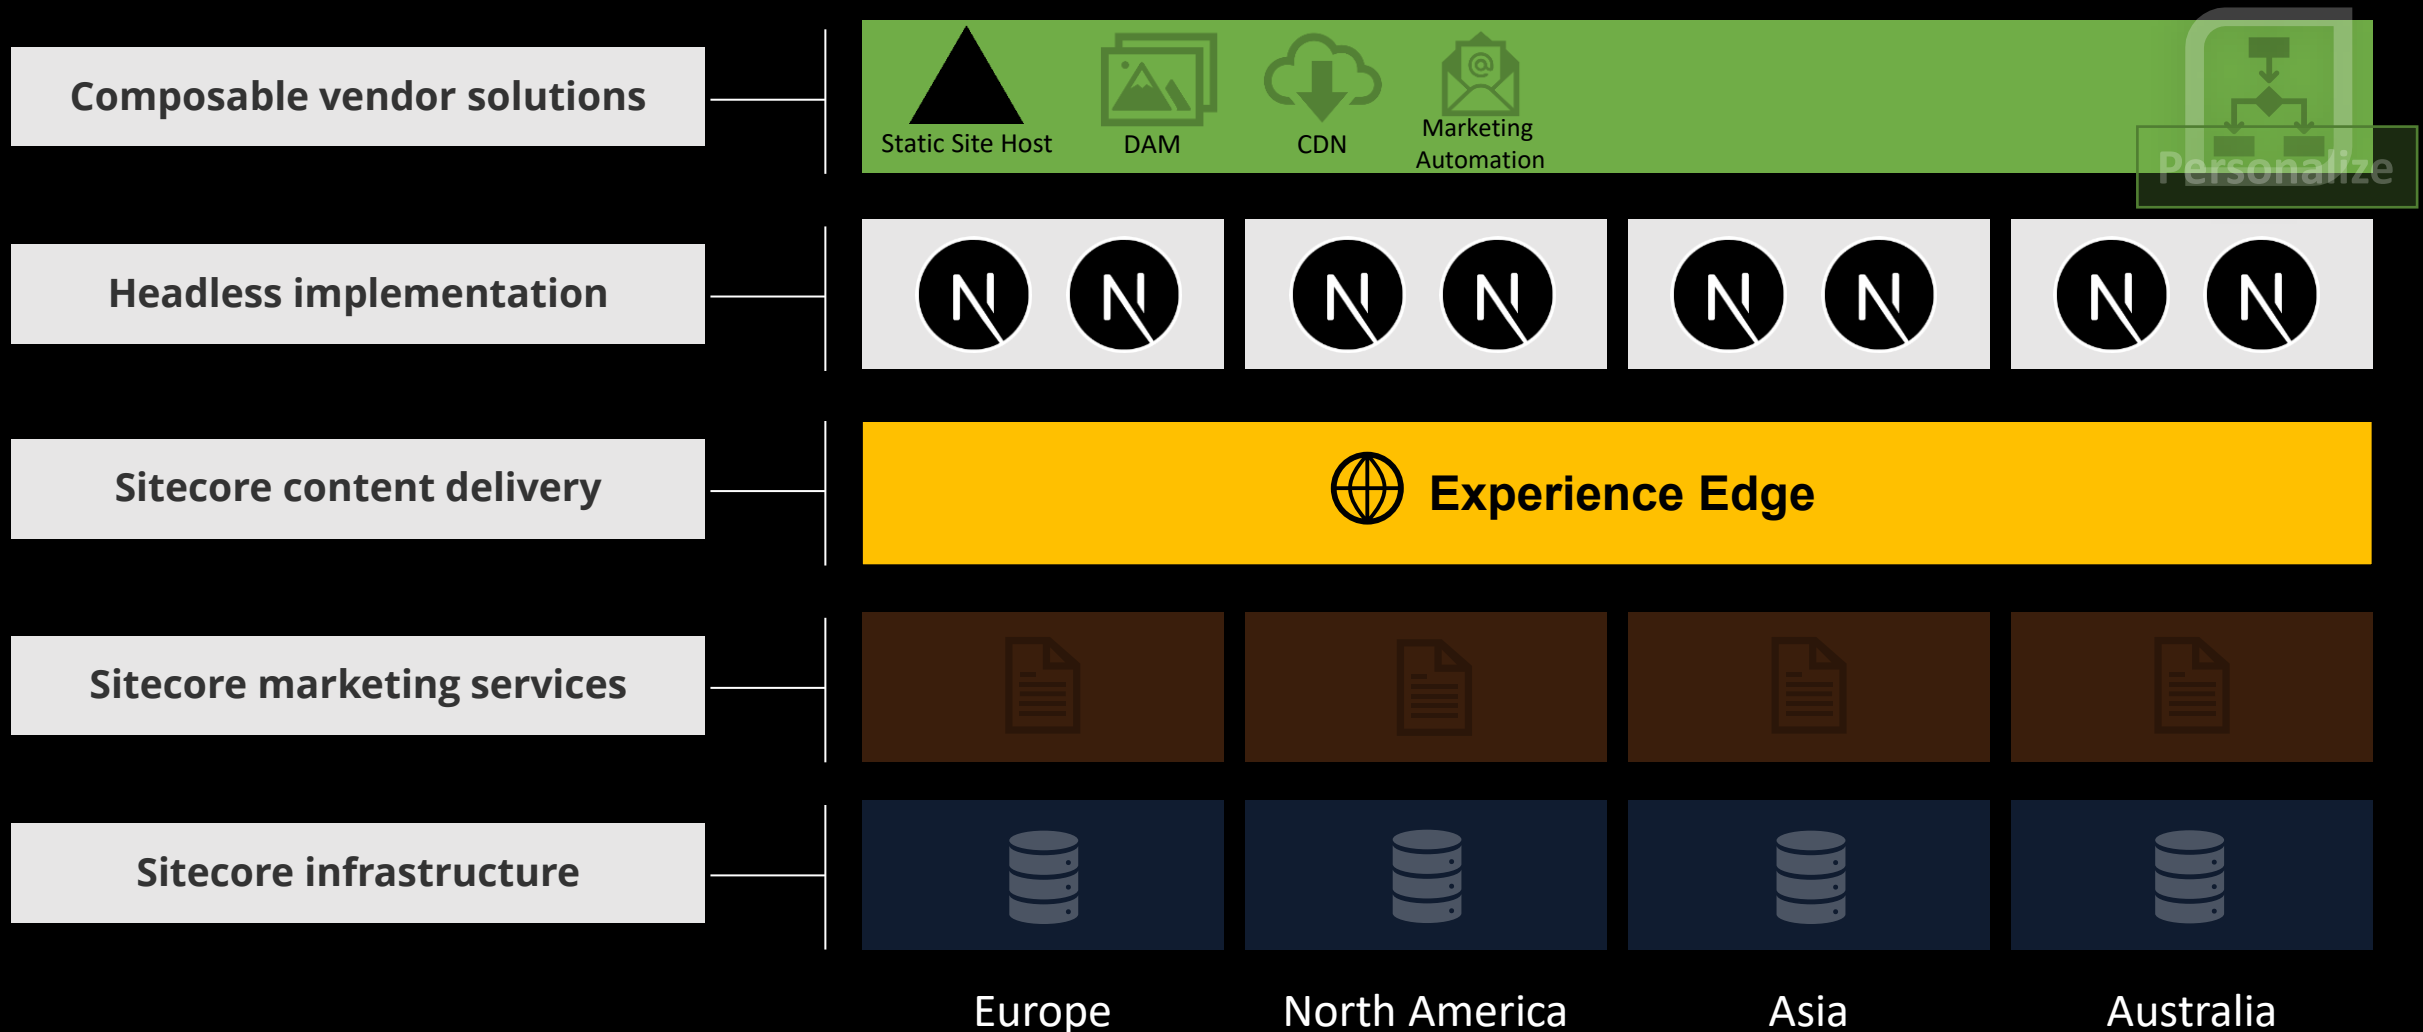 Composable vendor solutions
Static Site Host
DAM
CDN
Marketing
Automation
Personalize
Headless implementation
Sitecore content delivery
Experience Edge
Sitecore marketing services
Sitecore infrastructure
Europe
North America
Asia
Australia